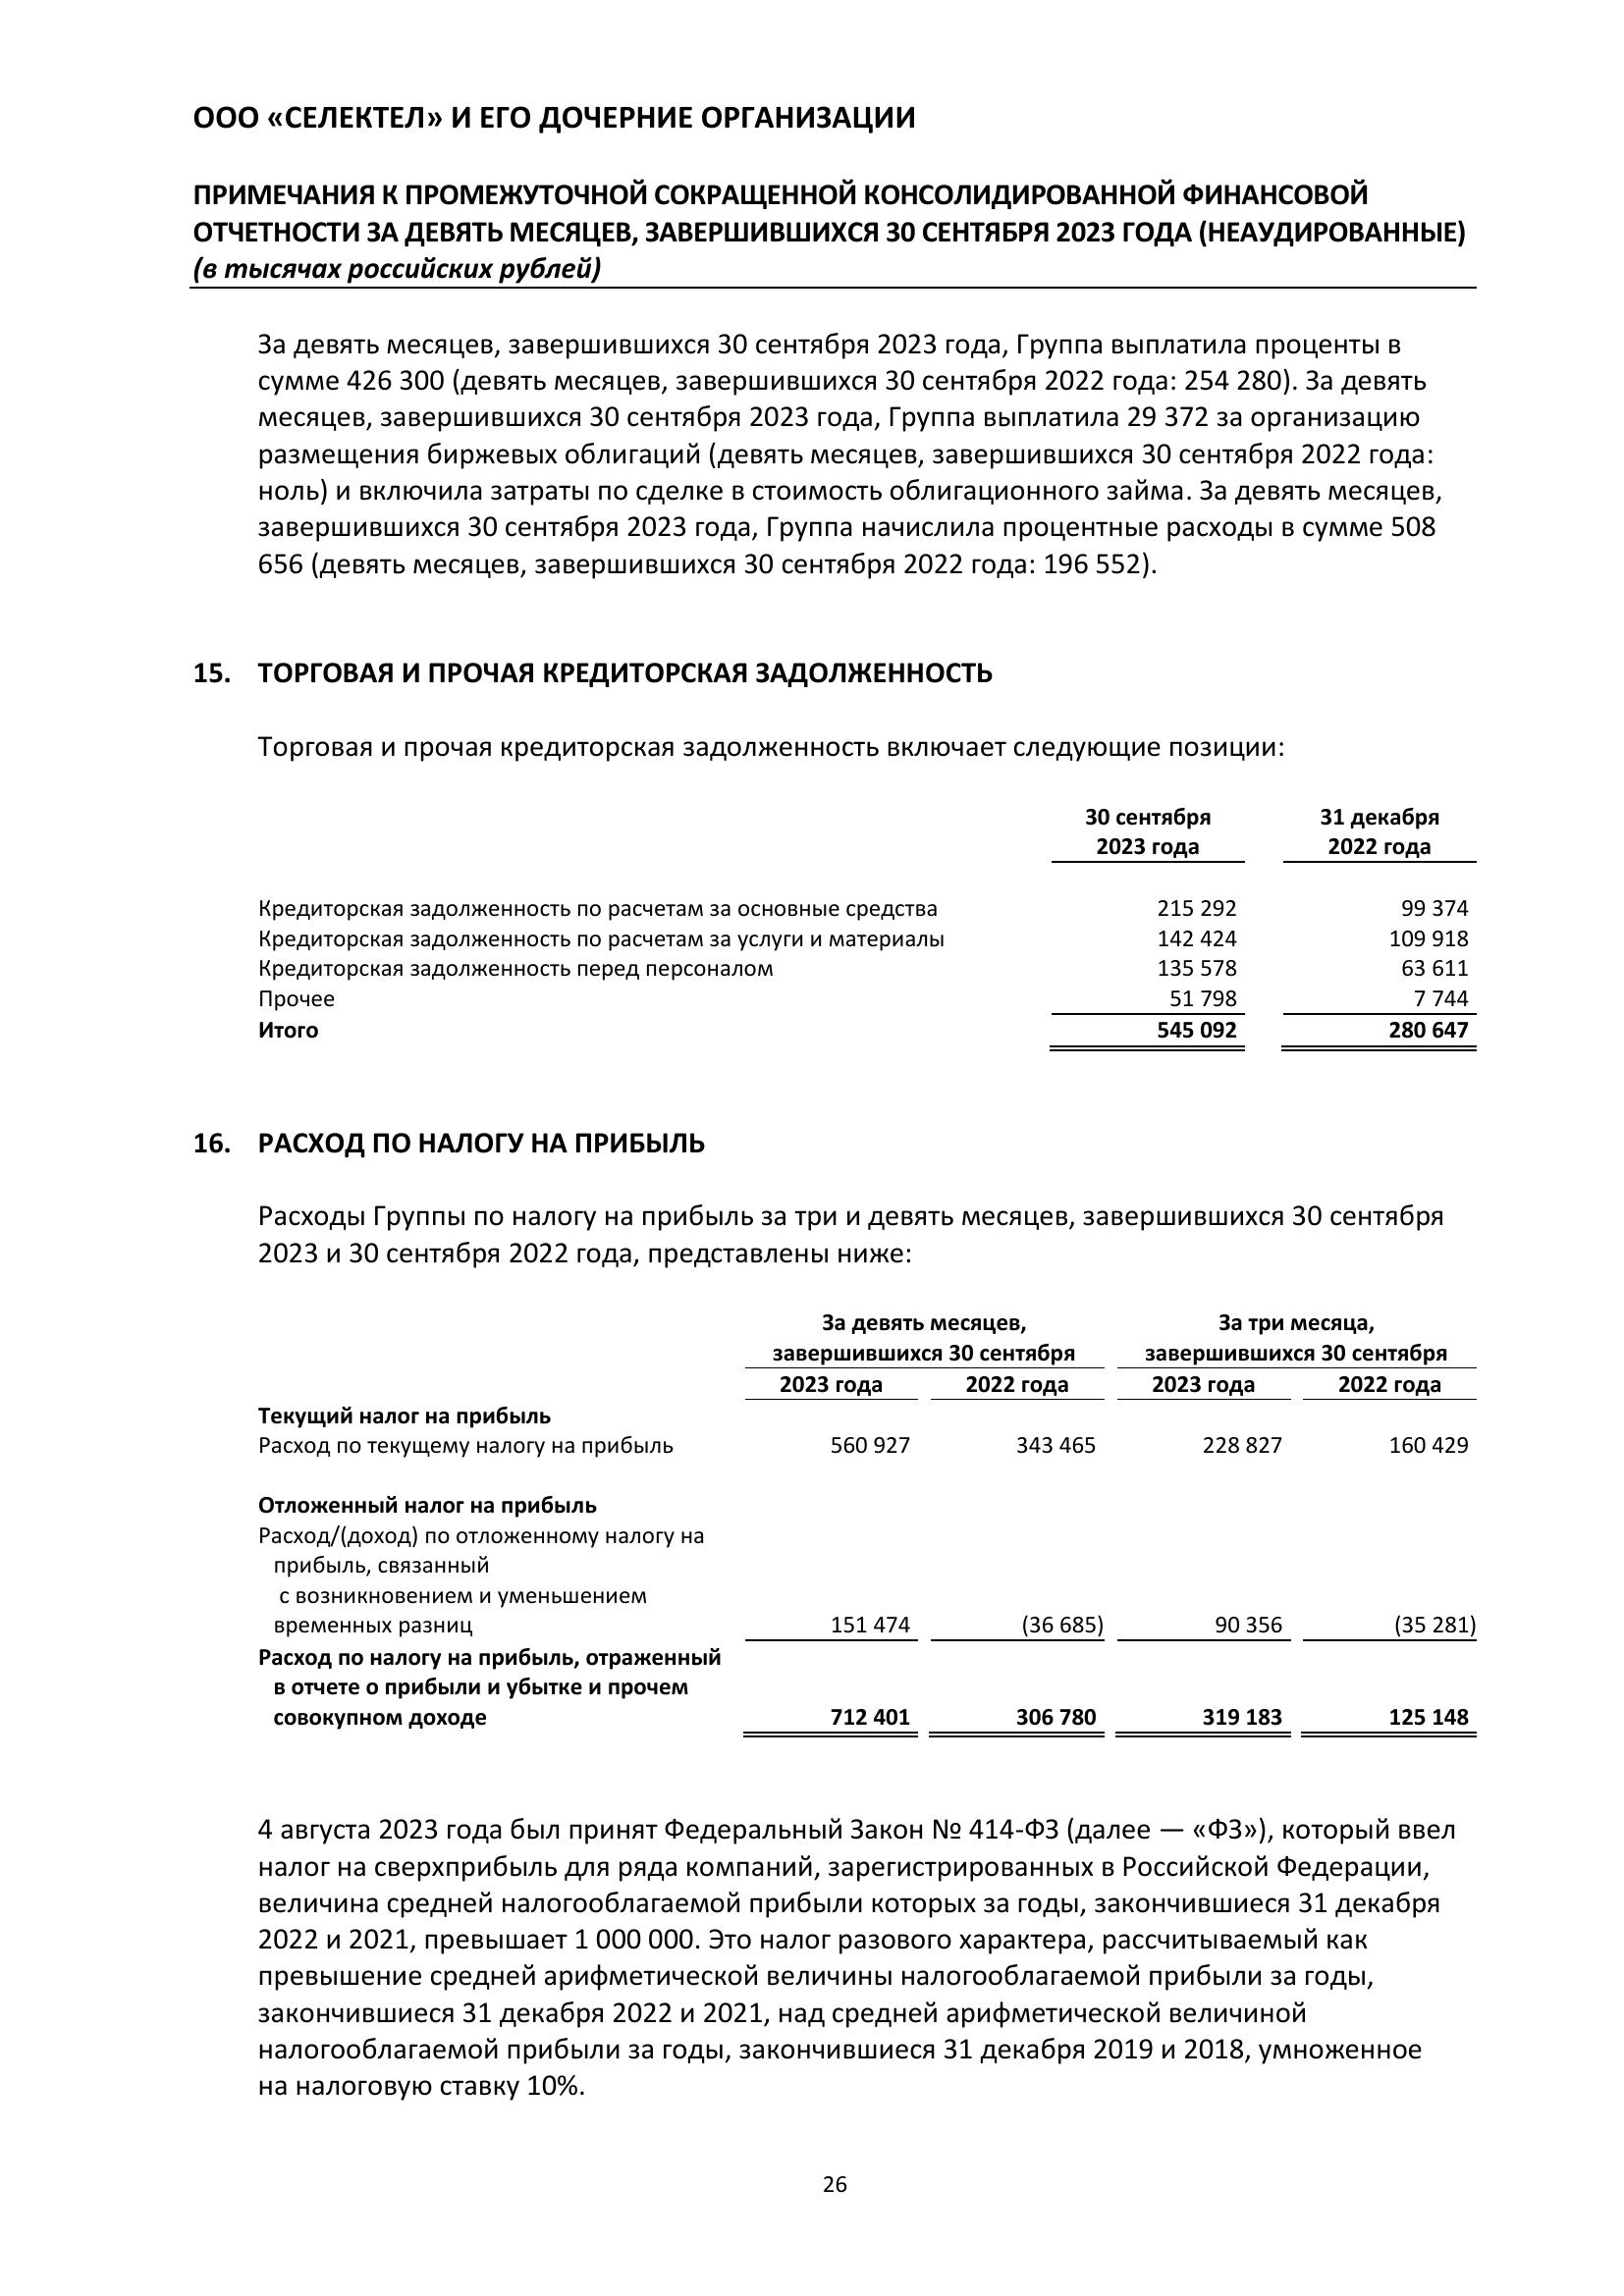 ООО «СЕЛЕКТЕЛ» И ЕГО ДОЧЕРНИЕ ОРГАНИЗАЦИИ
ПРИМЕЧАНИЯ К ПРОМЕЖУТОЧНОЙ СОКРАЩЕННОЙ КОНСОЛИДИРОВАННОЙ ФИНАНСОВОЙ
ОТЧЕТНОСТИ ЗА ДЕВЯТЬ МЕСЯЦЕВ, ЗАВЕРШИВШИХСЯ 30 СЕНТЯБРЯ 2023 ГОДА (НЕАУДИРОВАННЫЕ)
(в тысячах российских рублей)
За девять месяцев, завершившихся 30 сентября 2023 года, Группа выплатила проценты в
сумме 426 300 (девять месяцев, завершившихся 30 сентября 2022 года: 254 280). За девять
месяцев, завершившихся 30 сентября 2023 года, Группа выплатила 29 372 за организацию
размещения биржевых облигаций (девять месяцев, завершившихся 30 сентября 2022 года:
ноль) и включила затраты по сделке в стоимость облигационного займа. За девять месяцев,
завершившихся 30 сентября 2023 года, Группа начислила процентные расходы в сумме 508
656 (девять месяцев, завершившихся 30 сентября 2022 года: 196 552).
15. ТОРГОВАЯ И ПРОЧАЯ КРЕДИТОРСКАЯ ЗАДОЛЖЕННОСТЬ
Торговая и прочая кредиторская задолженность включает следующие позиции:
30 сентября 31 декабря
2023 года 2022 года
Кредиторская задолженность по расчетам за основные средства 215 292 99 374
Кредиторская задолженность по расчетам за услуги и материалы 142 424 109 918
Кредиторская задолженность перед персоналом 135 578 63 611
Прочее 51 798 7 744
Итого 545 092 280 647
16. РАСХОД ПО НАЛОГУ НА ПРИБЫЛЬ
Расходы Группы по налогу на прибыль за три и девять месяцев, завершившихся 30 сентября
2023 и 30 сентября 2022 года, представлены ниже:
За девять месяцев, За три месяца,
завершившихся 30 сентября завершившихся 30 сентября
2023 года 2022 года 2023 года 2022 года
Текущий налог на прибыль
Расход по текущему налогу на прибыль 560 927 343 465 228 827 160 429
Отложенный налог на прибыль
Расход/(доход) по отложенному налогу на
прибыль, связанный
с возникновением и уменьшением
временных разниц 151 474 (36 685) 90 356 (35 281)
Расход по налогу на прибыль, отраженный
в отчете о прибыли и убытке и прочем
совокупном доходе 712 401 306 780 319 183 125 148
4 августа 2023 года был принят Федеральный Закон № 414-ФЗ (далее — «ФЗ»), который ввел
налог на сверхприбыль для ряда компаний, зарегистрированных в Российской Федерации,
величина средней налогооблагаемой прибыли которых за годы, закончившиеся 31 декабря
2022 и 2021, превышает 1 000 000. Это налог разового характера, рассчитываемый как
превышение средней арифметической величины налогооблагаемой прибыли за годы,
закончившиеся 31 декабря 2022 и 2021, над средней арифметической величиной
налогооблагаемой прибыли за годы, закончившиеся 31 декабря 2019 и 2018, умноженное
на налоговую ставку 10%.
26